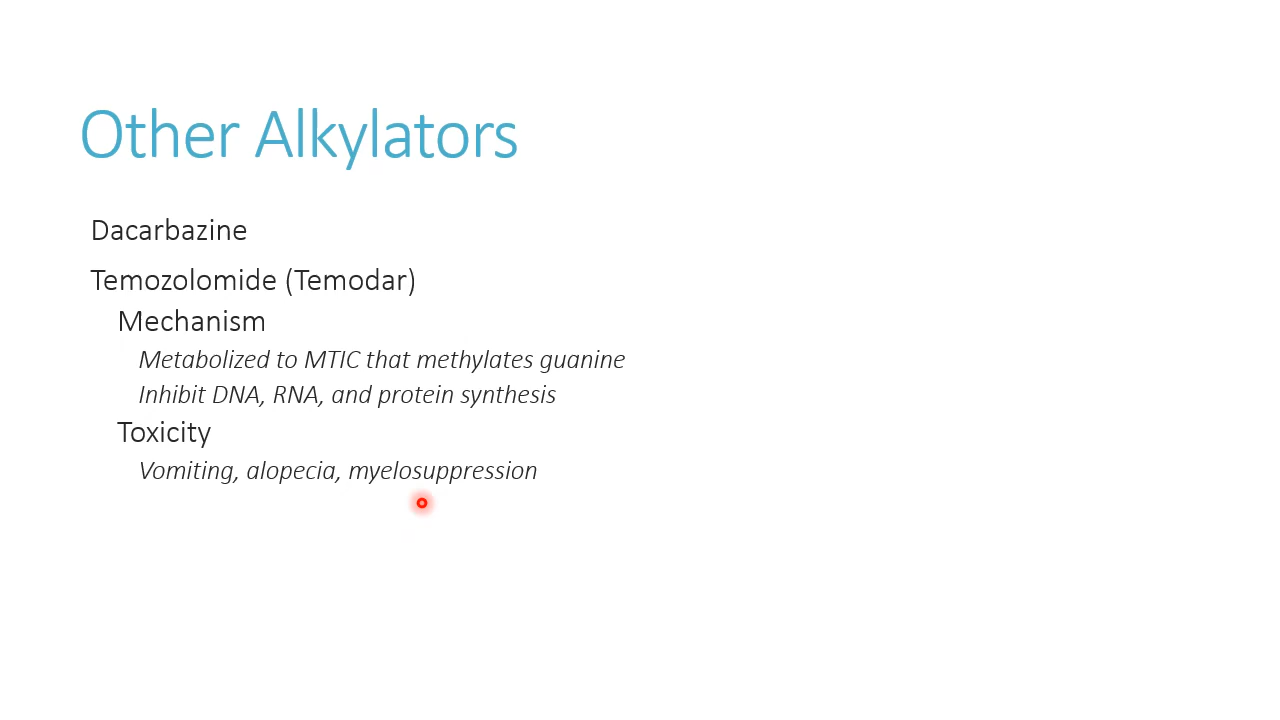 Other Alkylators
Dacarbazine
Temozolomide (Temodar)
Mechanism
Metabolized to MTIC that methylates guanine
Inhibit DNA, RNA, and protein synthesis
Toxicity
Vomiting, alopecia, myelosuppression